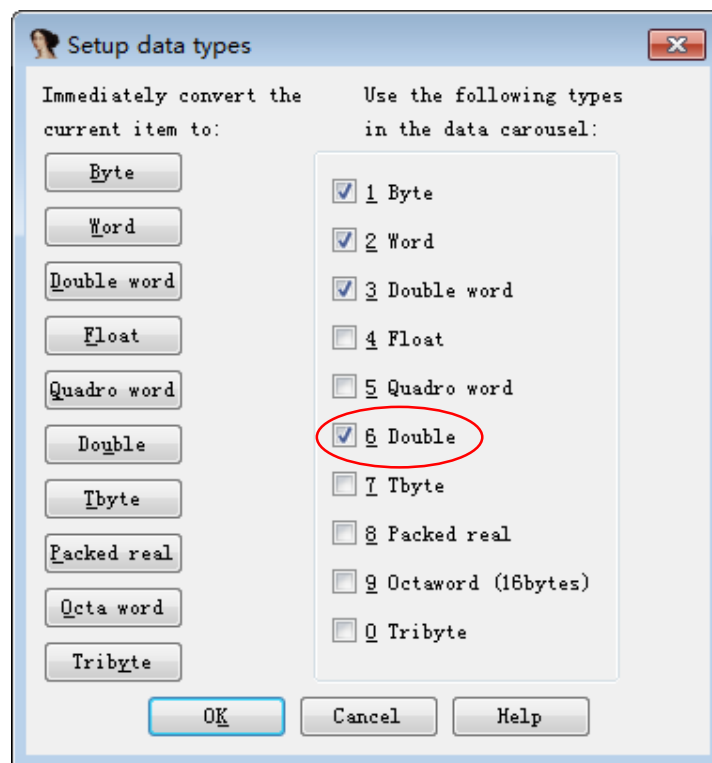 Setup data types
Immediately convert the
current item to:
Byte
Word
Double word
Float
Quadro word
Double
Tbyte
Packed real
Octa word
Tribyte
Use the following types
in the data carousel:
1 Byte
2 Word
3 Double word
4 Float
5 Quadro word
6 Double
7 Tbyte
8 Packed real
9 Octaword (16bytes)
0 Tribyte
OK
Cancel
Help